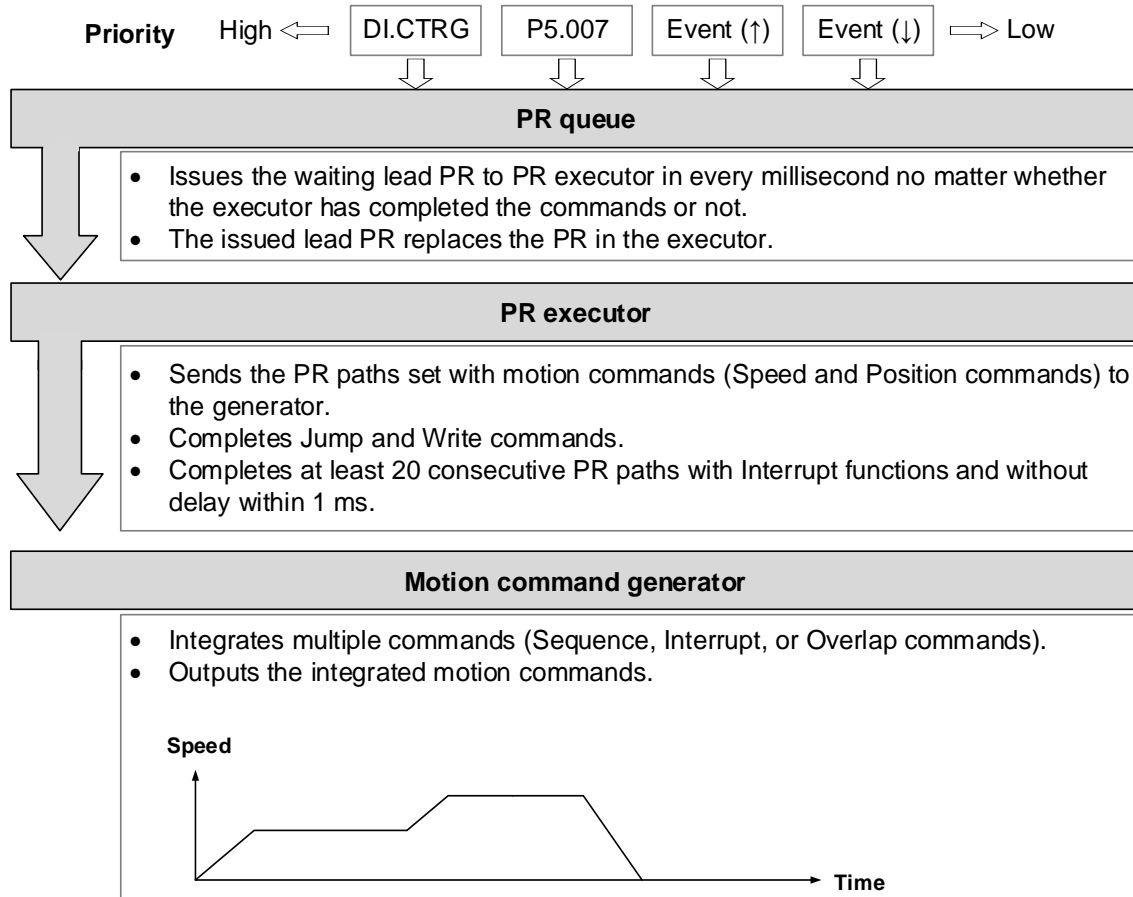 Priority High DI.CTRG P5.007 Event (↑) Event (↓) Low
PR queue
• Issues the waiting lead PR to PR executor in every millisecond no matter whether
the executor has completed the commands or not.
• The issued lead PR replaces the PR in the executor.
PR executor
• Sends the PR paths set with motion commands (Speed and Position commands) to
the generator.
• Completes Jump and Write commands.
• Completes at least 20 consecutive PR paths with Interrupt functions and without
delay within 1 ms.
Motion command generator
• Integrates multiple commands (Sequence, Interrupt, or Overlap commands).
• Outputs the integrated motion commands.
Speed
Time